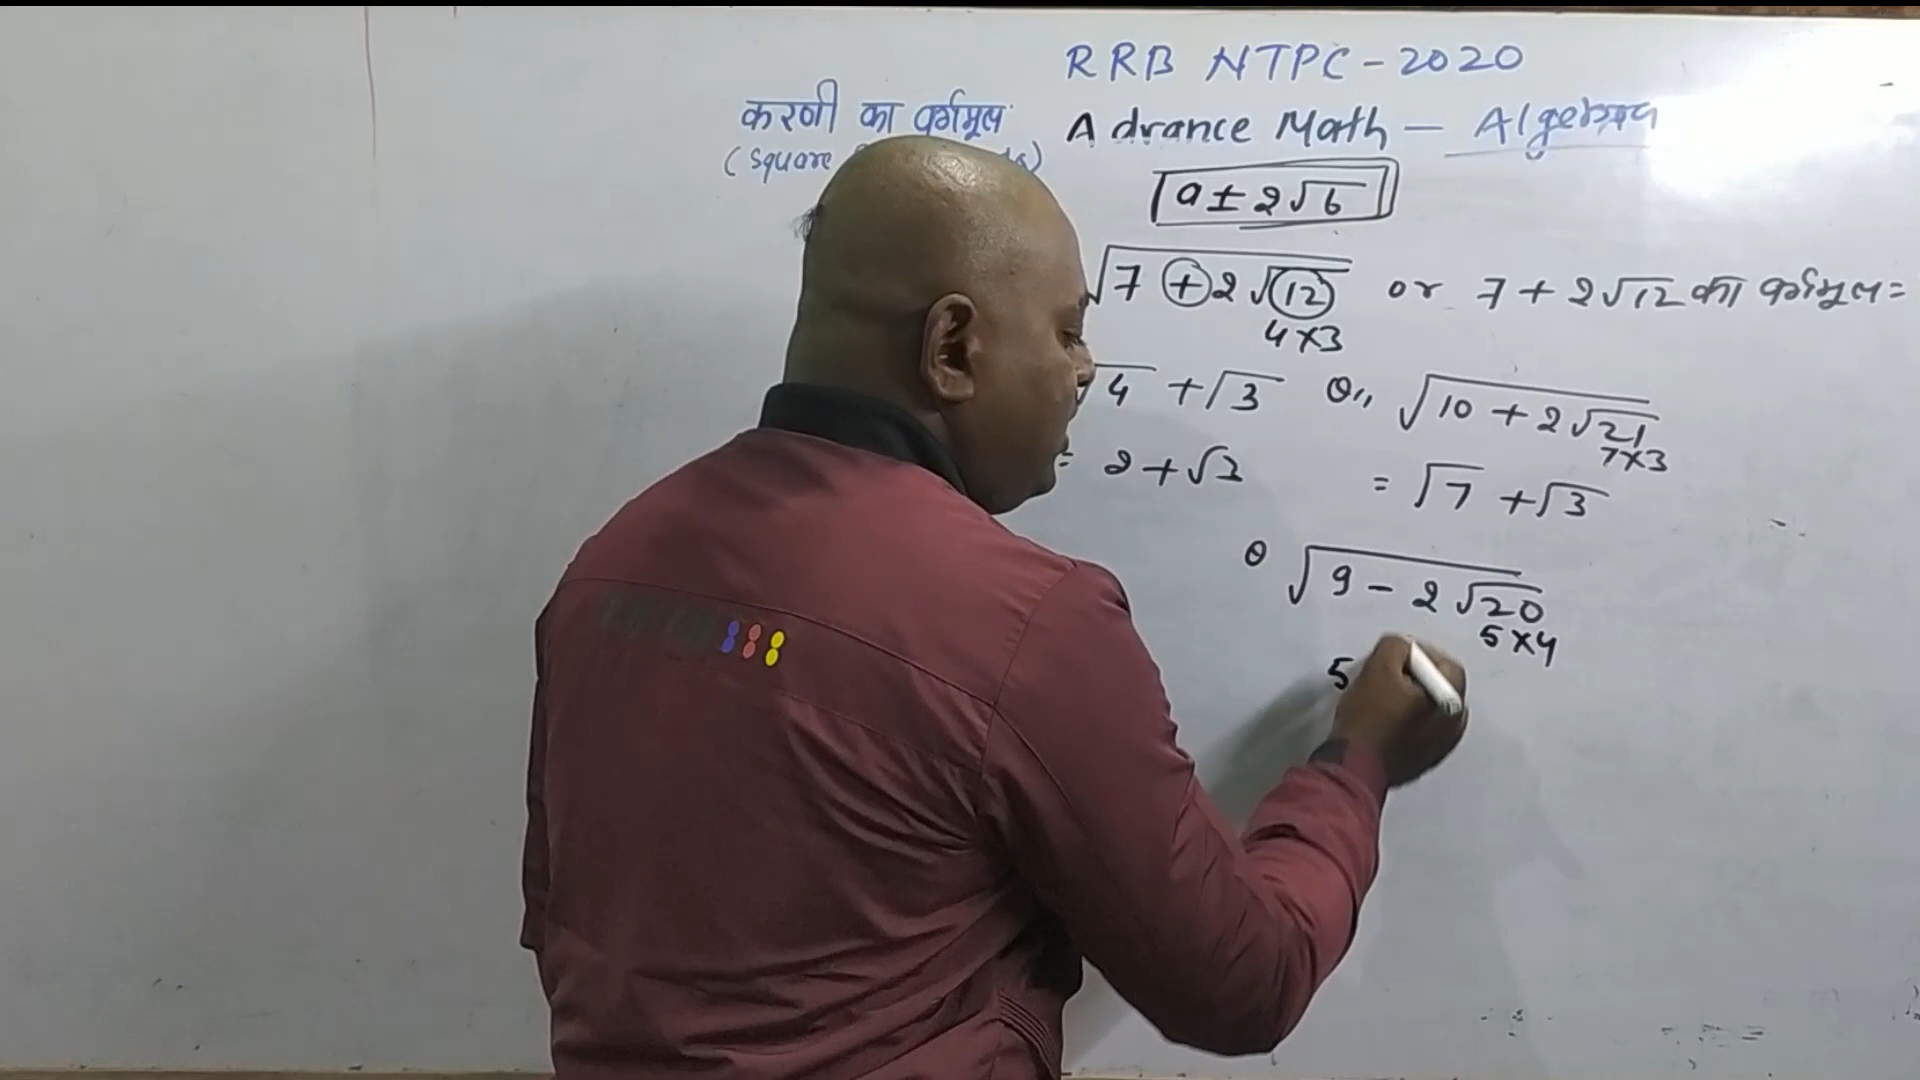 RRB NTPC-2020
करणी का वर्गमूल
Advance Math — Algebra
(Square
a ± 2√b
√7 + 2√12 or 7 + 2√12 का वर्गमूल =
4×3
√4 + √3
= 2 + √3
Q,, √10 + 2√21
7×3
= √7 + √3
Q √9 - 2√20
5×4
5